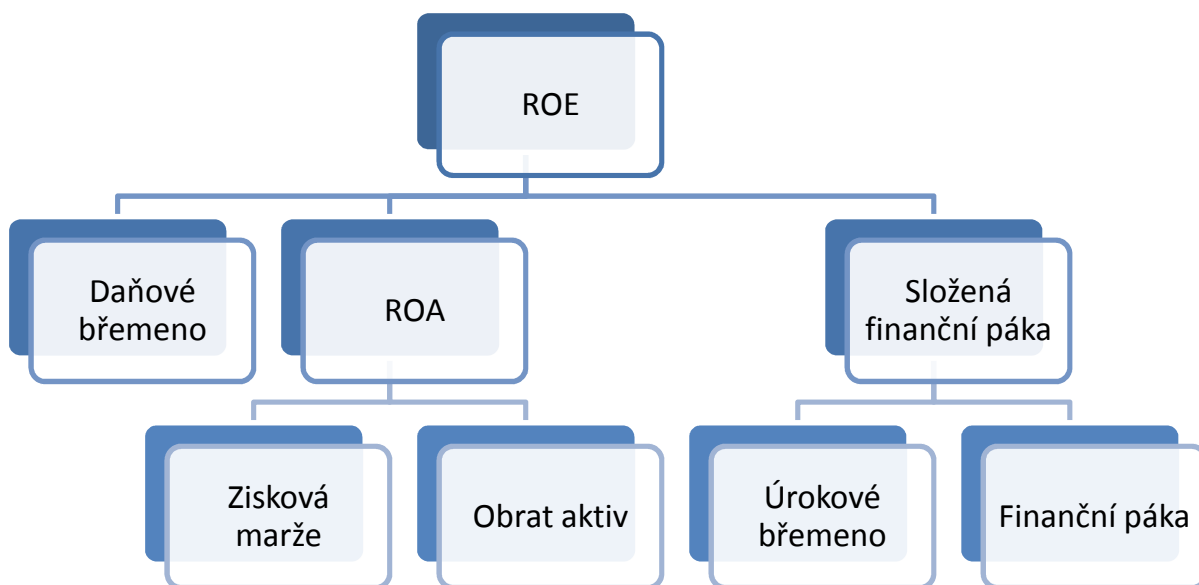 ROE
Daňové
břemeno
ROA
Složená
finanční páka
Zisková
marže
Obrat aktiv
Úrokové
břemeno
Finanční páka